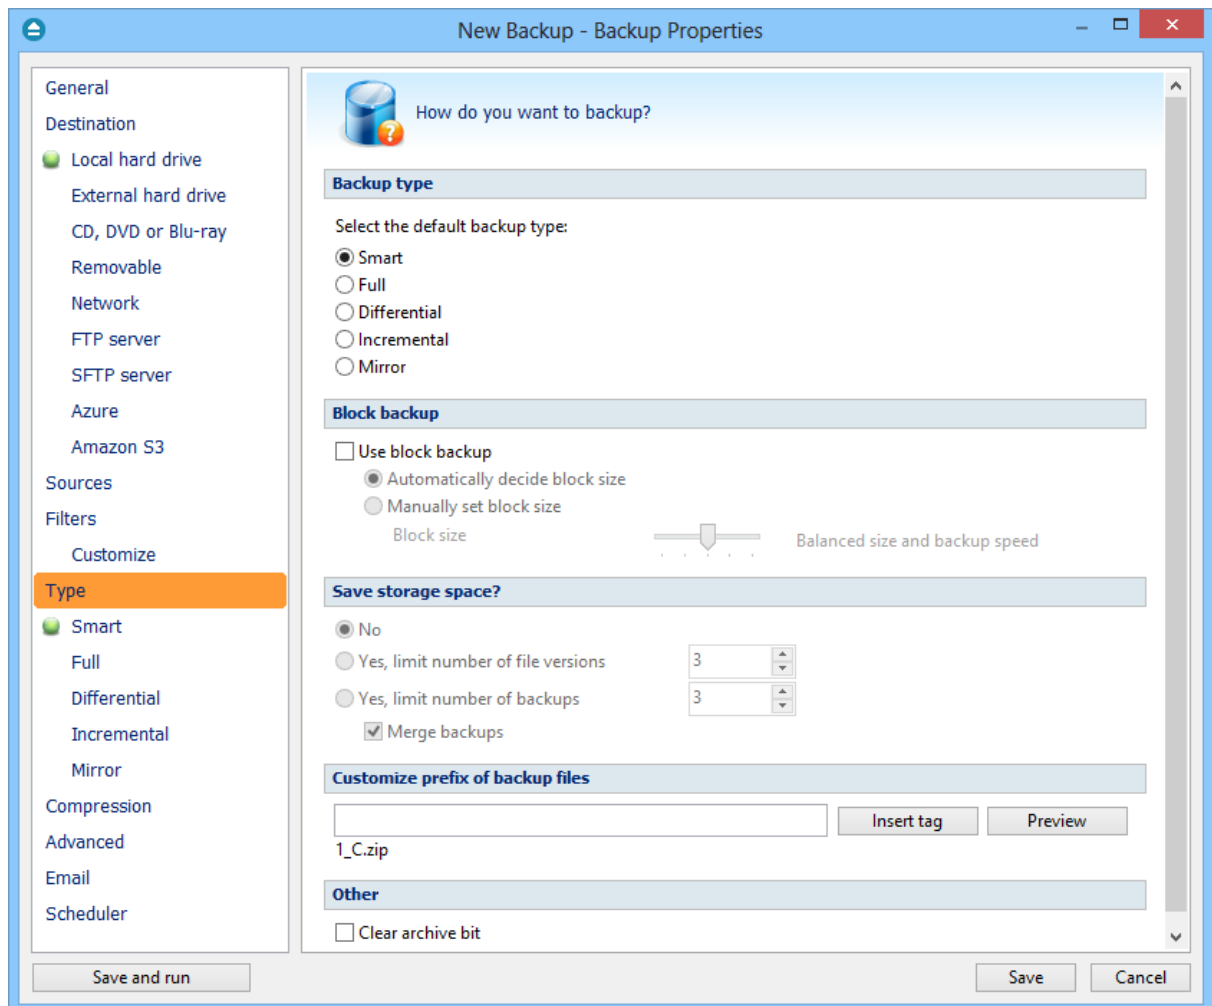 New Backup - Backup Properties
General
Destination
Local hard drive
External hard drive
CD, DVD or Blu-ray
Removable
Network
FTP server
SFTP server
Azure
Amazon S3
Sources
Filters
Customize
Type
Smart
Full
Differential
Incremental
Mirror
Compression
Advanced
Email
Scheduler
How do you want to backup?
Backup type
Select the default backup type:
Smart
Full
Differential
Incremental
Mirror
Block backup
Use block backup
Automatically decide block size
Manually set block size
Block size Balanced size and backup speed
Save storage space?
No
Yes, limit number of file versions 3
Yes, limit number of backups 3
Merge backups
Customize prefix of backup files
Insert tag Preview
1_C.zip
Other
Clear archive bit
Save and run Save Cancel